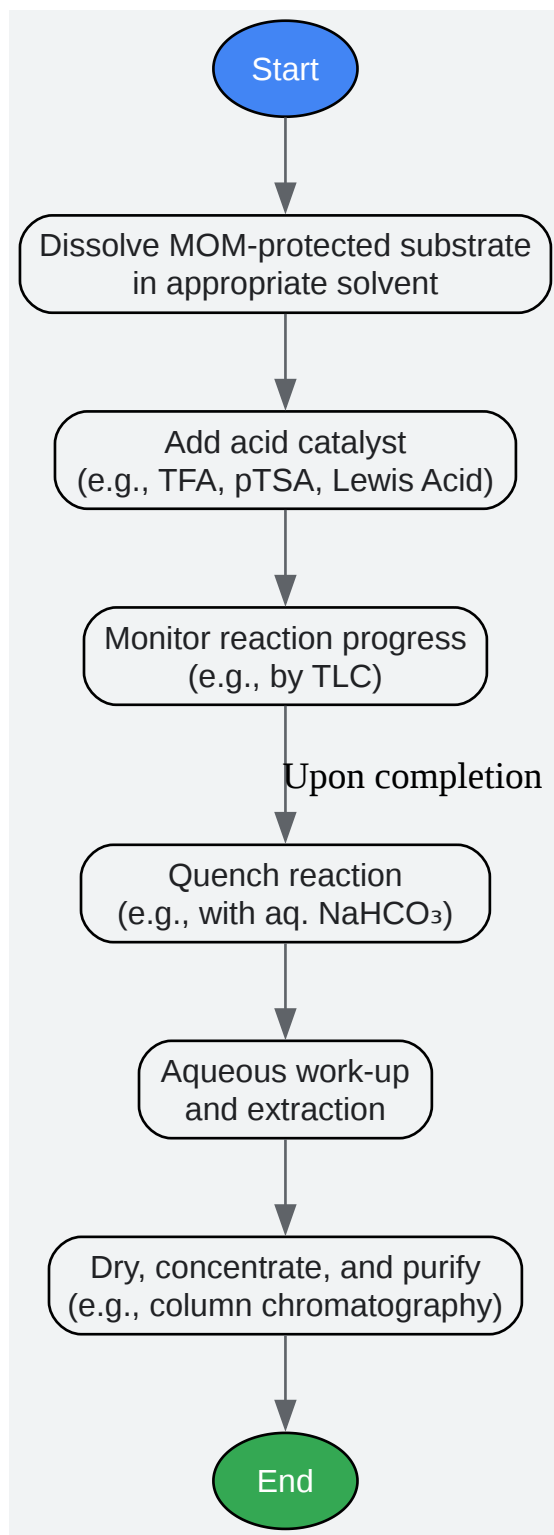 Start
Dissolve MOM-protected substrate
in appropriate solvent
Add acid catalyst
(e.g., TFA, pTSA, Lewis Acid)
Monitor reaction progress
(e.g., by TLC)
Upon completion
Quench reaction
(e.g., with aq. NaHCO₃)
Aqueous work-up
and extraction
Dry, concentrate, and purify
(e.g., column chromatography)
End